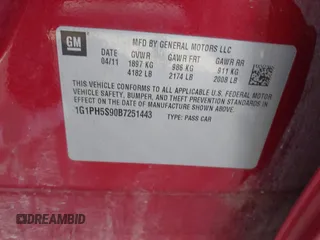 GM
MFD BY GENERAL MOTORS LLC
DATE GVWR GAWR FRT GAWR RR
04/11 1897 KG 986 KG 911 KG
4182 LB 2174 LB 2008 LB
THIS VEHICLE CONFORMS TO ALL APPLICABLE U.S. FEDERAL MOTOR
VEHICLE SAFETY, BUMPER, AND THEFT PREVENTION STANDARDS
IN EFFECT ON THE DATE OF MANUFACTURE SHOWN ABOVE.
1G1PH5S90B7251443 TYPE: PASS CAR
© DREAMBID